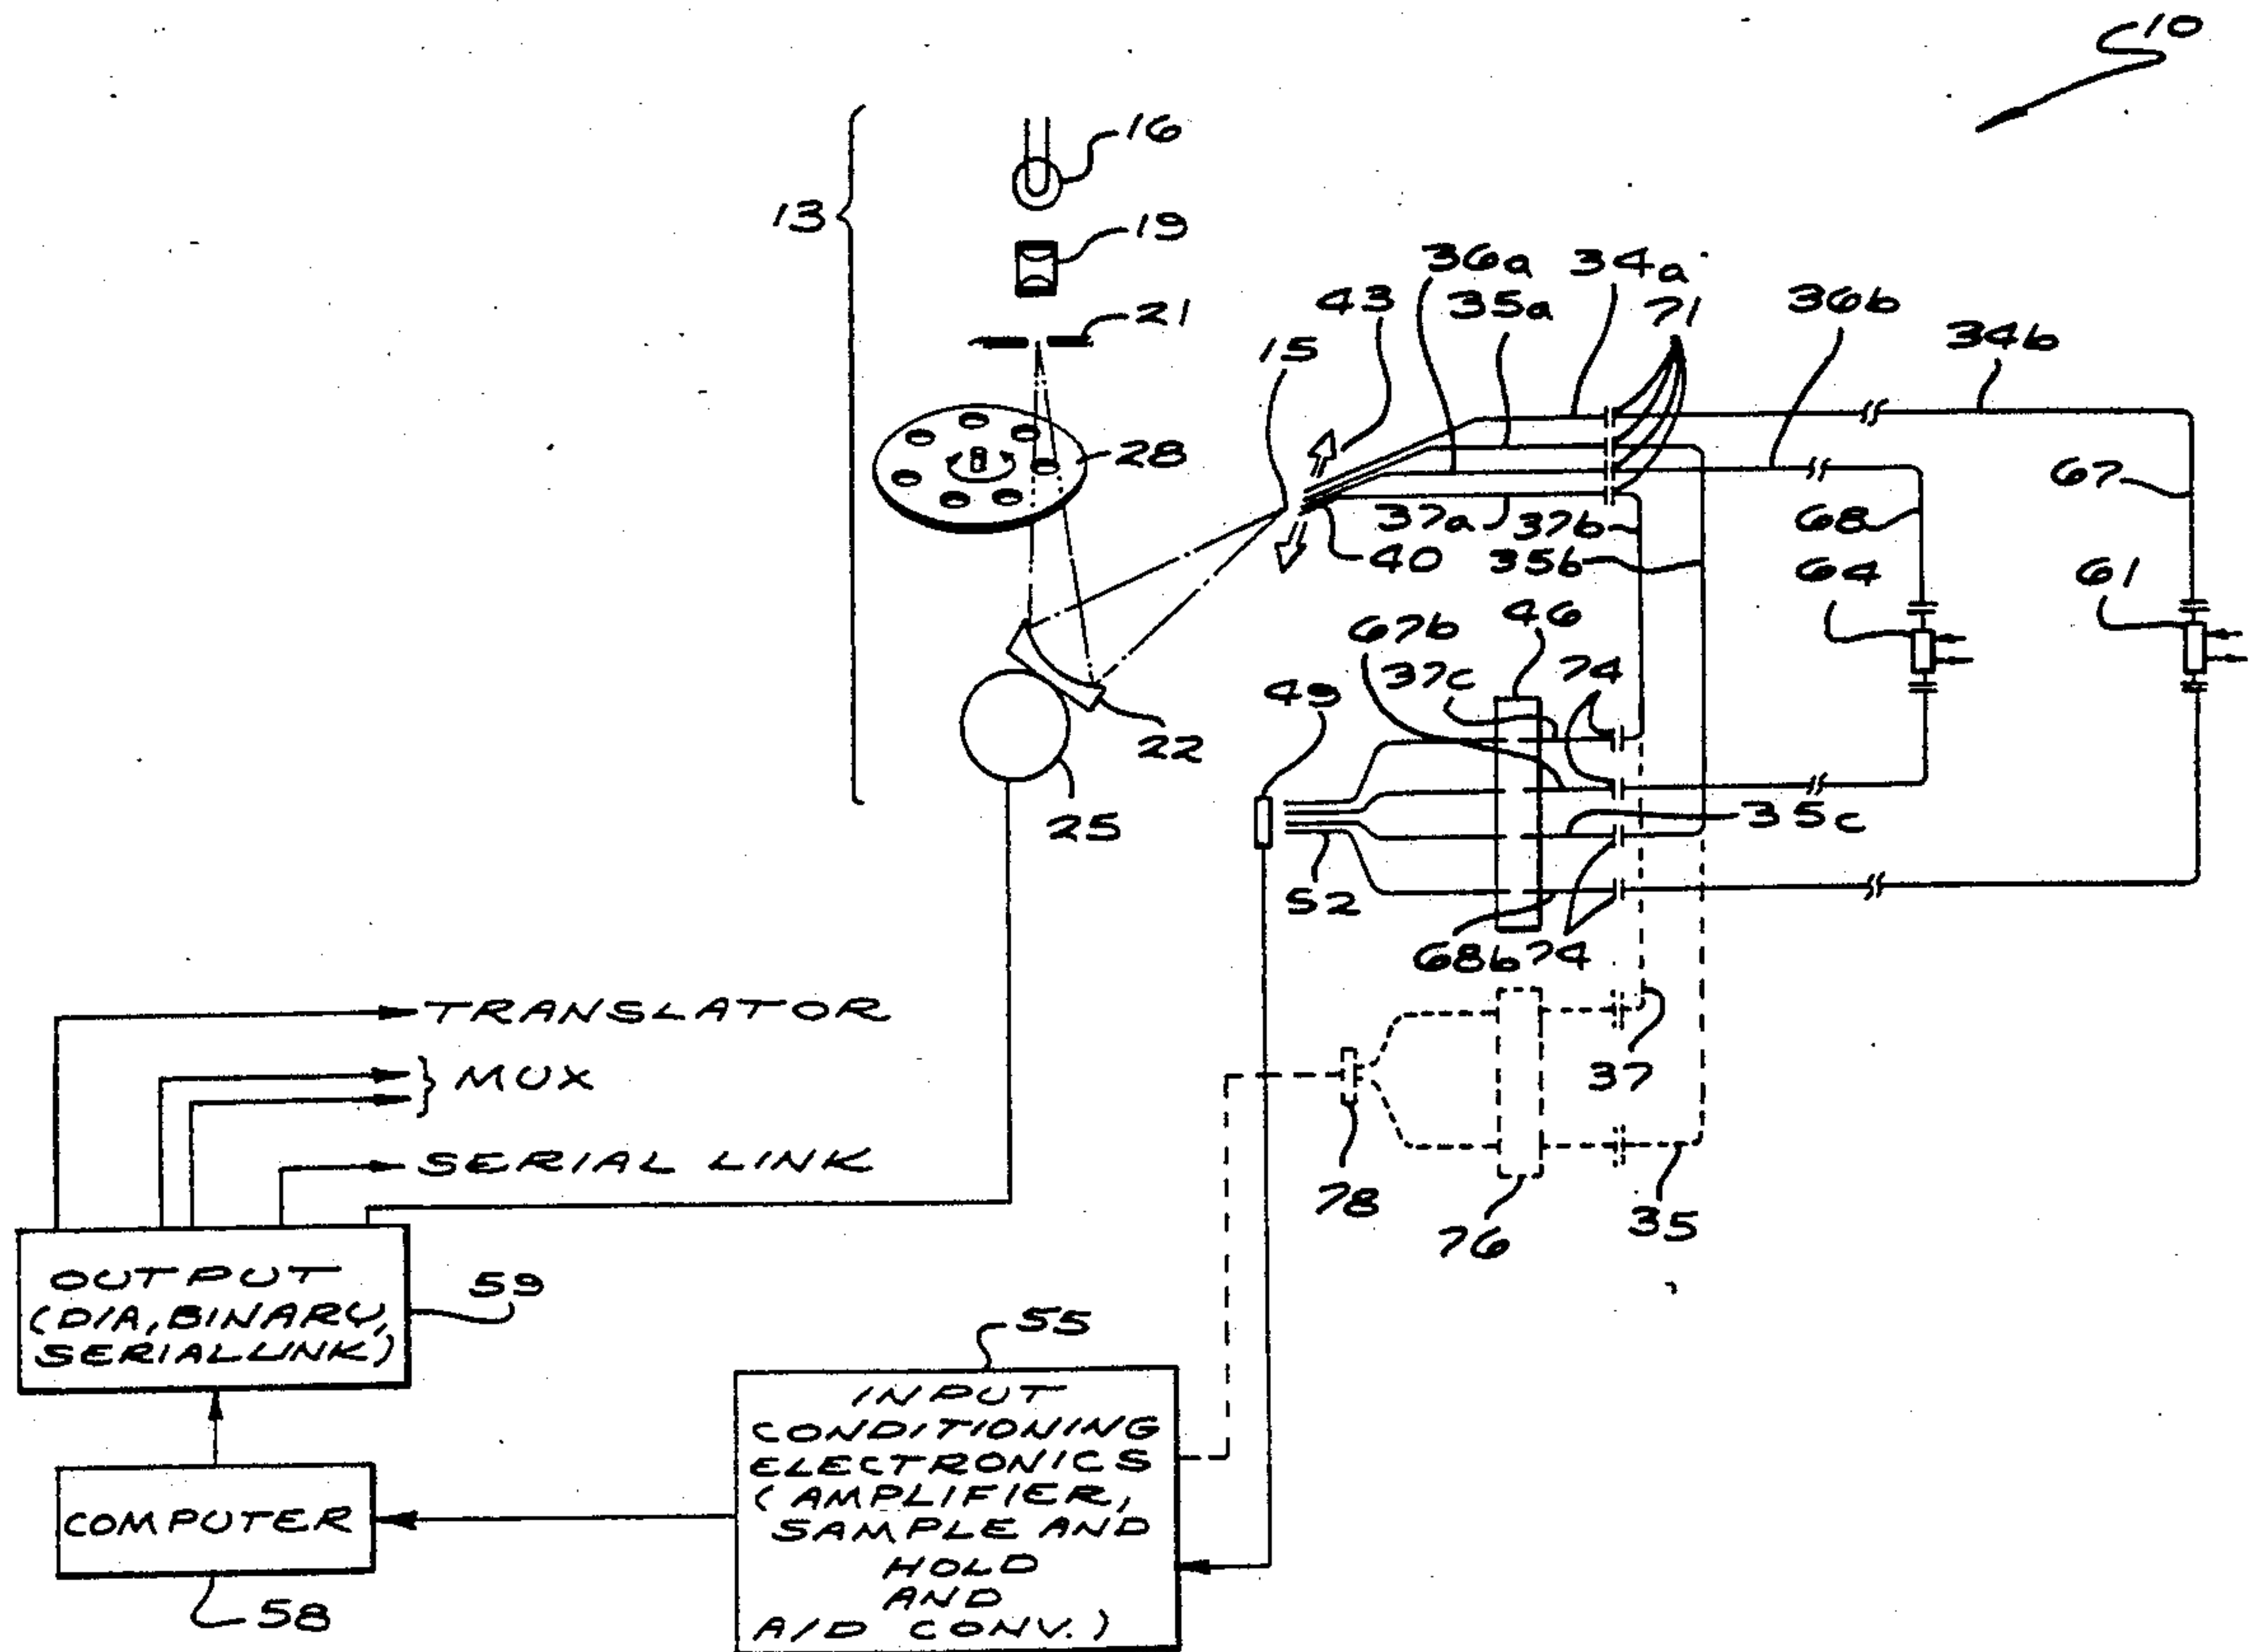 10
16
13
19
36a 34a
43 35a 71 36b
21
15 34b
28
67
37a 37b 68
40 35b 64 61
67b 46
37c 74
49
22
25
35c
52
68b 74
TRANSLATOR
MUX
37
SERIAL LINK
78
76 35
OUTPUT
(D/A, BINARY,
SERIAL LINK)
59
55
INPUT
CONDITIONING
ELECTRONICS
(AMPLIFIER,
SAMPLE AND
HOLD
AND
A/D CONV.)
COMPUTER
58